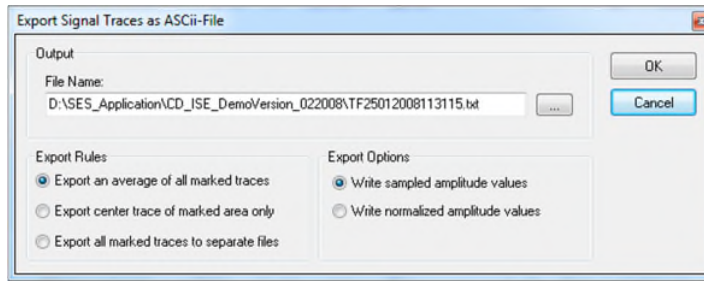 Export Signal Traces as ASCii-File
Output
File Name:
D:\SES_Application\CD_ISE_DemoVersion_022008\TF25012008113115.txt
...
OK
Cancel
Export Rules
Export an average of all marked traces
Export center trace of marked area only
Export all marked traces to separate files
Export Options
Write sampled amplitude values
Write normalized amplitude values